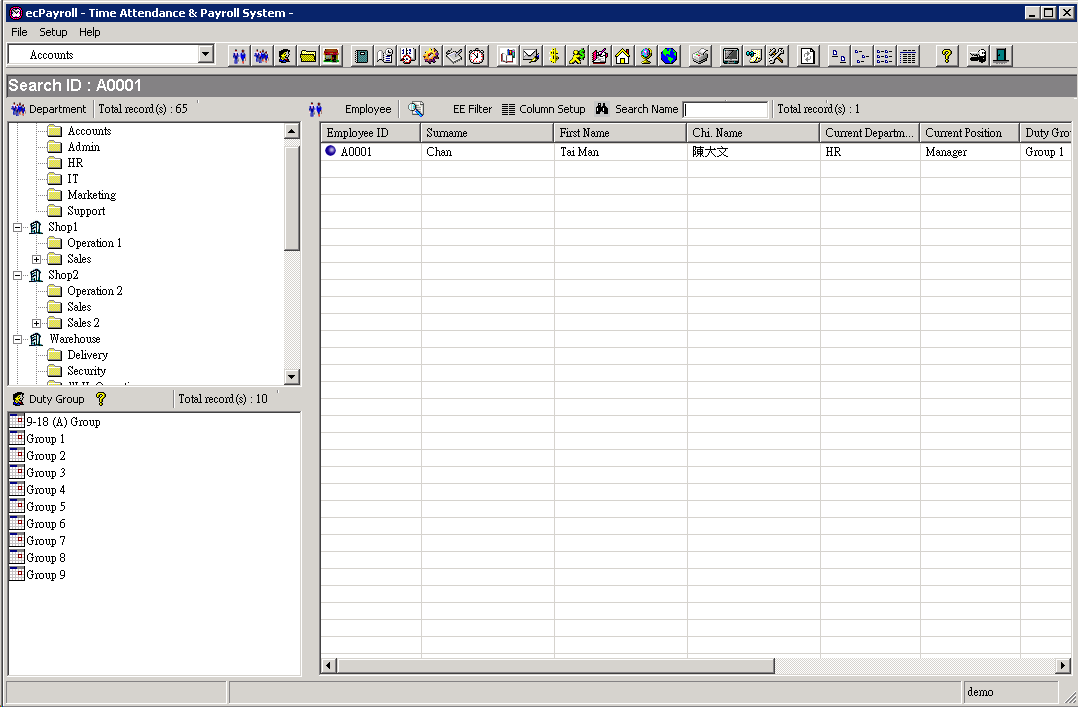 ecPayroll - Time Attendance & Payroll System -
File Setup Help
Accounts
Search ID : A0001
Department Total record(s) : 65
Employee EE Filter Column Setup Search Name Total record(s) : 1
Accounts
Admin
HR
IT
Marketing
Support
Shop1
Operation 1
Sales
Shop2
Operation 2
Sales
Sales 2
Warehouse
Delivery
Security
Employee ID Surname First Name Chi. Name Current Departm... Current Position Duty Gro
A0001 Chan Tai Man 陳大文 HR Manager Group 1
Duty Group Total record(s) : 10
9-18 (A) Group
Group 1
Group 2
Group 3
Group 4
Group 5
Group 6
Group 7
Group 8
Group 9
demo